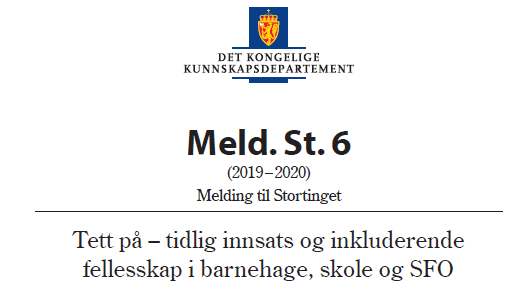 DET KONGELIGE
KUNNSKAPSDEPARTEMENT
Meld. St. 6
(2019–2020)
Melding til Stortinget
Tett på – tidlig innsats og inkluderende
fellesskap i barnehage, skole og SFO